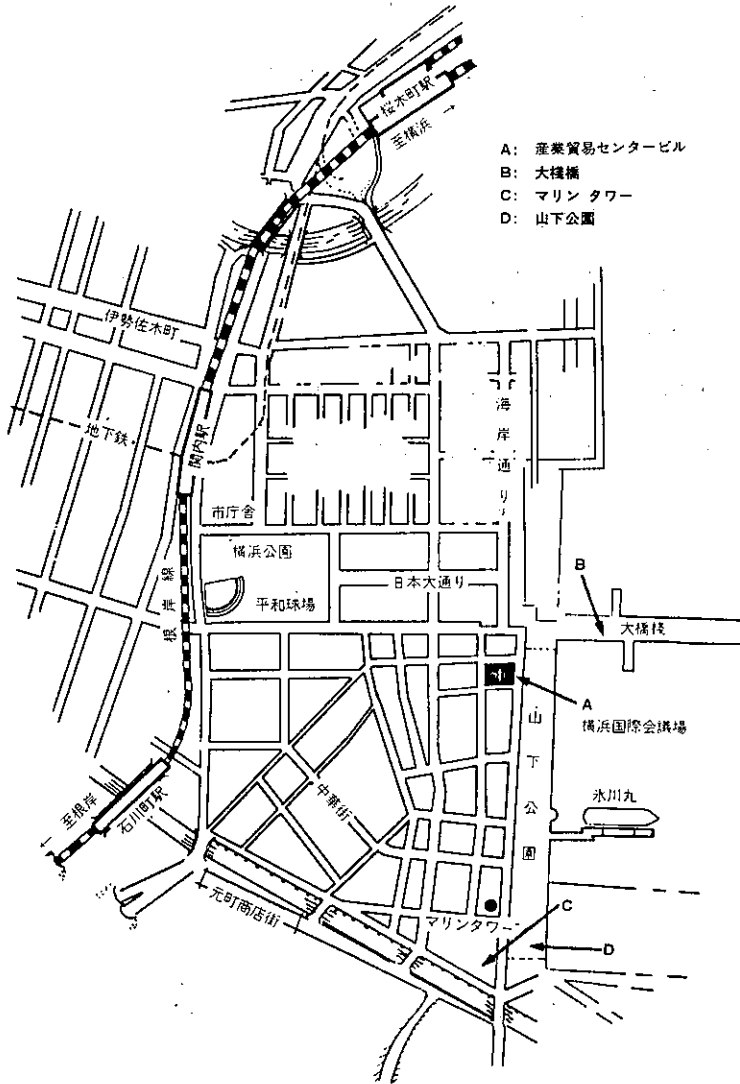 桜木町駅
至横浜 →
A: 産業貿易センタービル
B: 大棧橋
C: マリン タワー
D: 山下公園
伊勢佐木町
海岸通り
地下鉄
関内駅
市庁舎
横浜公園
日本大通り
平和球場
根岸線
B
大橋棧
A
横浜国際会議場
山下公園
中華街
氷川丸
← 至根岸
石川町駅
元町商店街
マリンタワー
C
D